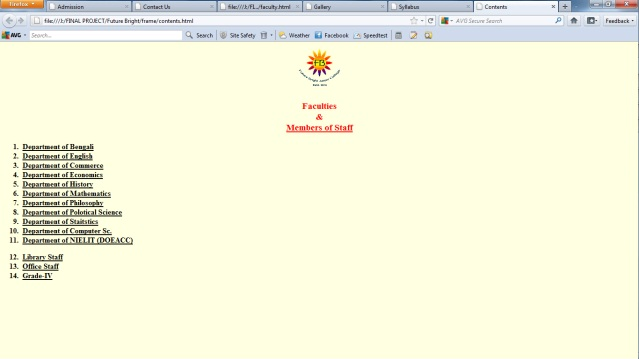 Firefox
Admission
Contact Us
file:///J:/Fl...faculty.html
Gallery
Syllabus
Contents
file:///J:/FINAL PROJECT/Future Bright/frame/contents.html
AVG Secure Search
Feedback
AVG
Search...
Search
Site Safety
Weather
Facebook
Speedtest
FB
Faculties
&
Members of Staff
1. Department of Bengali
2. Department of English
3. Department of Commerce
4. Department of Economics
5. Department of History
6. Department of Mathematics
7. Department of Philosophy
8. Department of Polotical Science
9. Department of Staitstics
10. Department of Computer Sc.
11. Department of NIELIT (DOEACC)
12. Library Staff
13. Office Staff
14. Grade-IV